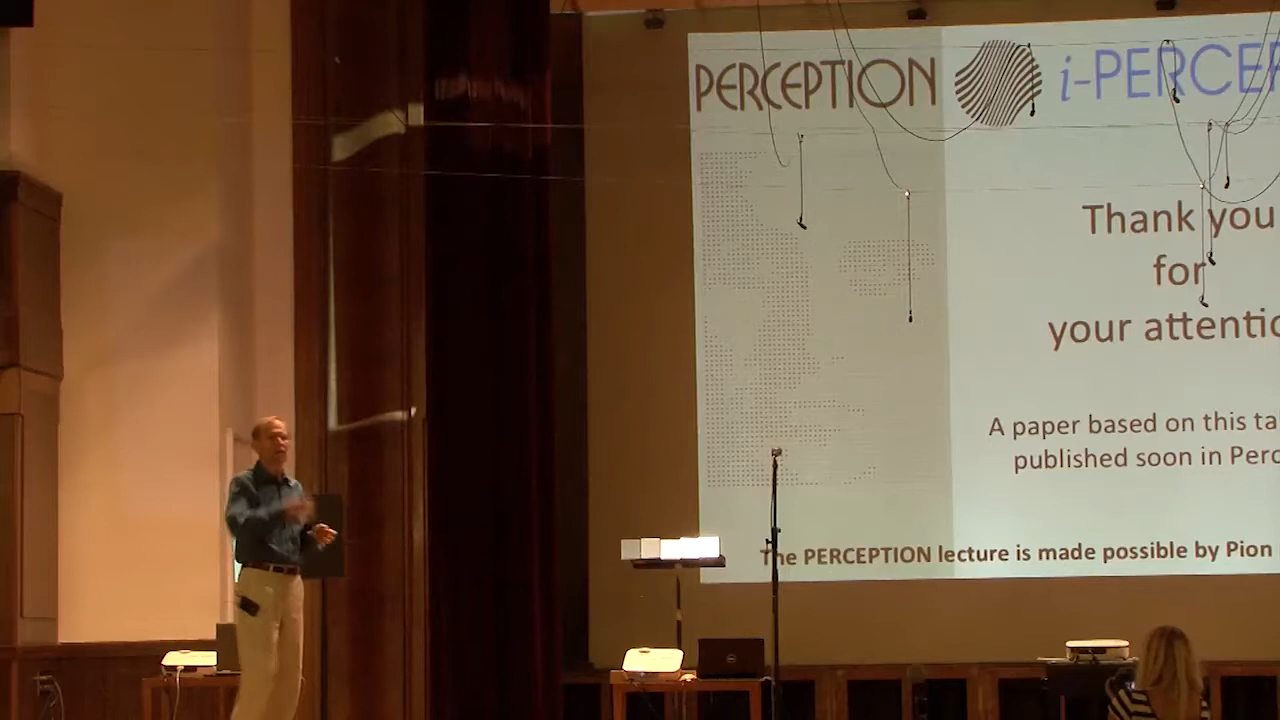 PERCEPTION i-PERCEP
Thank you
for
your attentio
A paper based on this ta
published soon in Perc
The PERCEPTION lecture is made possible by Pion